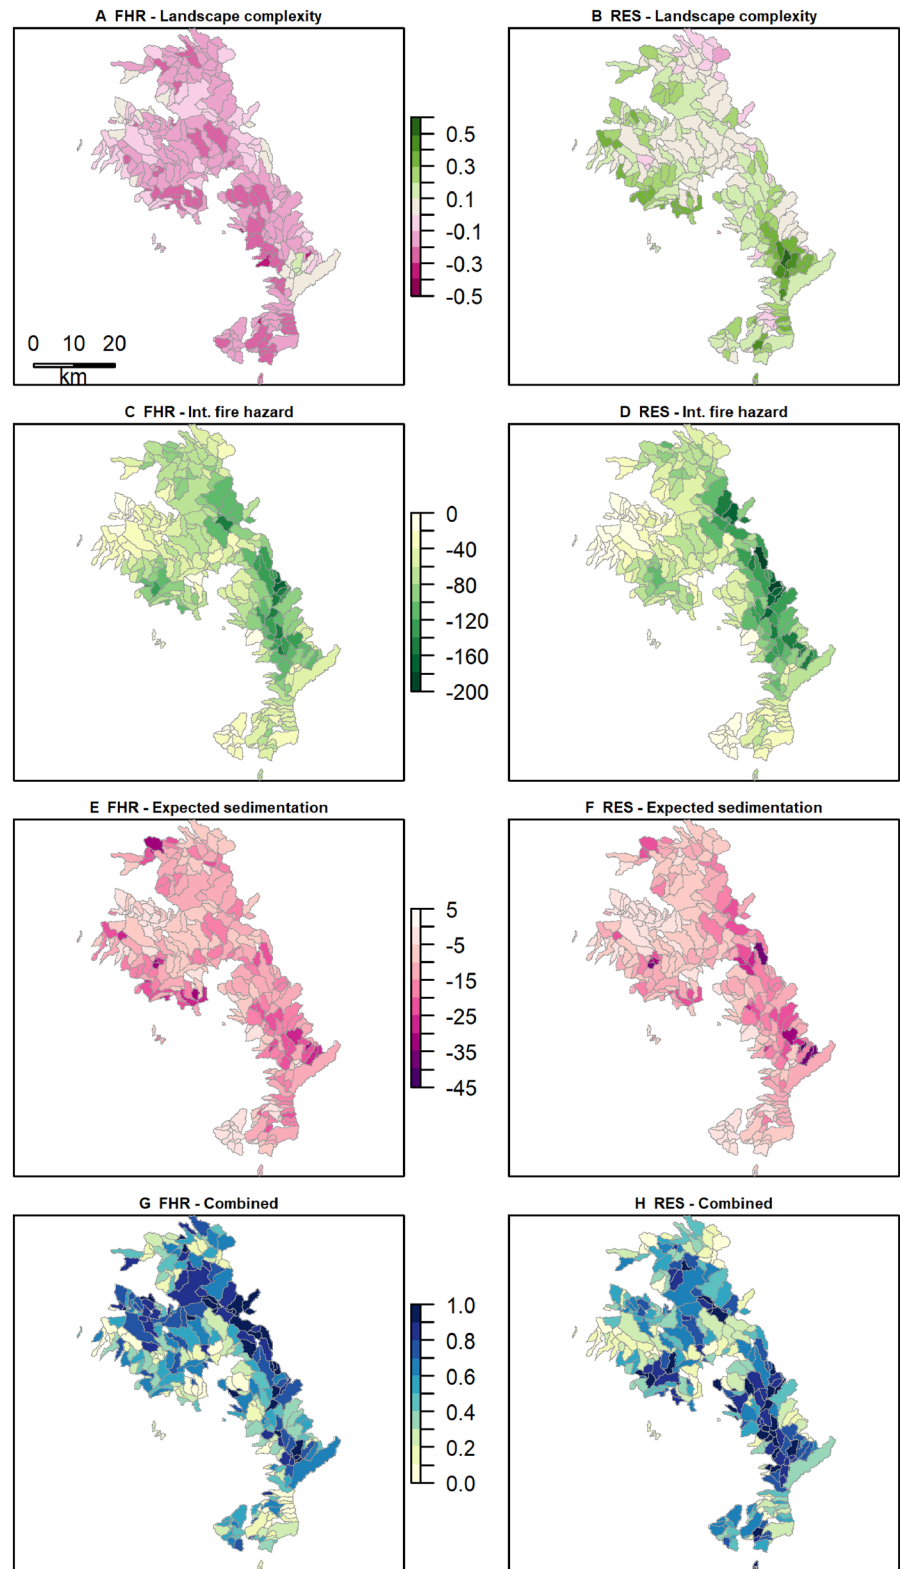 A FHR - Landscape complexity
B RES - Landscape complexity
0.5
0.3
0.1
-0.1
-0.3
-0.5
0 10 20
km
C FHR - Int. fire hazard
D RES - Int. fire hazard
0
-40
-80
-120
-160
-200
E FHR - Expected sedimentation
F RES - Expected sedimentation
5
-5
-15
-25
-35
-45
G FHR - Combined
H RES - Combined
1.0
0.8
0.6
0.4
0.2
0.0